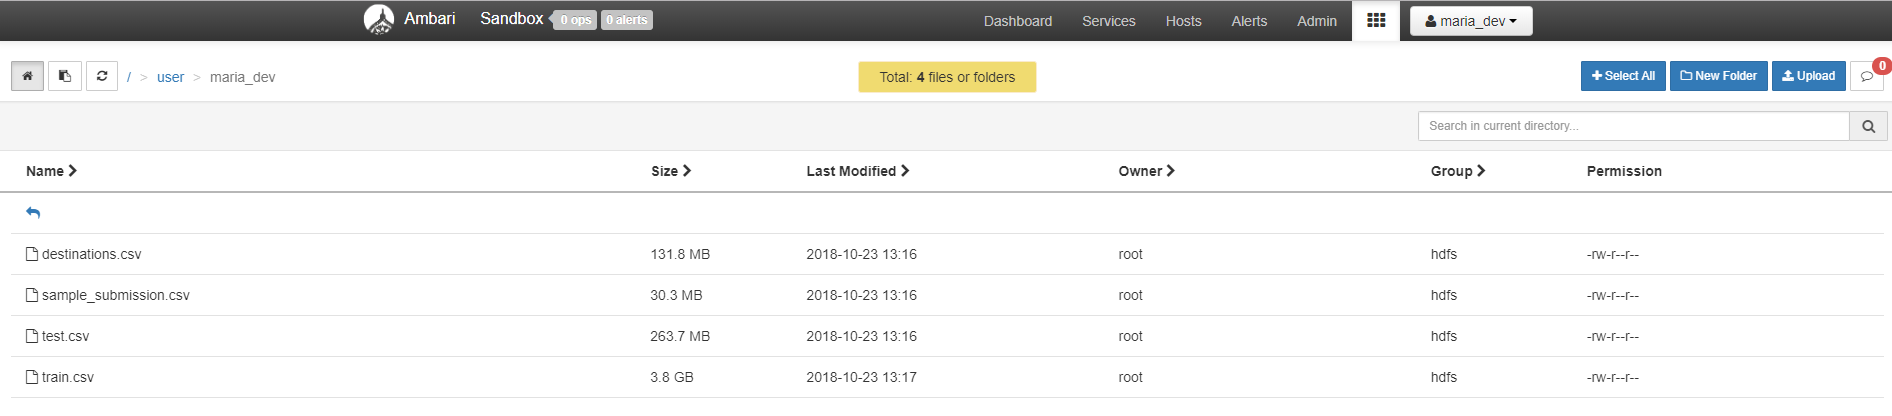 Ambari Sandbox 0 ops 0 alerts Dashboard Services Hosts Alerts Admin maria_dev
/ > user > maria_dev Total: 4 files or folders Select All New Folder Upload 0
Search in current directory...
Name Size Last Modified Owner Group Permission
destinations.csv 131.8 MB 2018-10-23 13:16 root hdfs -rw-r--r--
sample_submission.csv 30.3 MB 2018-10-23 13:16 root hdfs -rw-r--r--
test.csv 263.7 MB 2018-10-23 13:16 root hdfs -rw-r--r--
train.csv 3.8 GB 2018-10-23 13:17 root hdfs -rw-r--r--